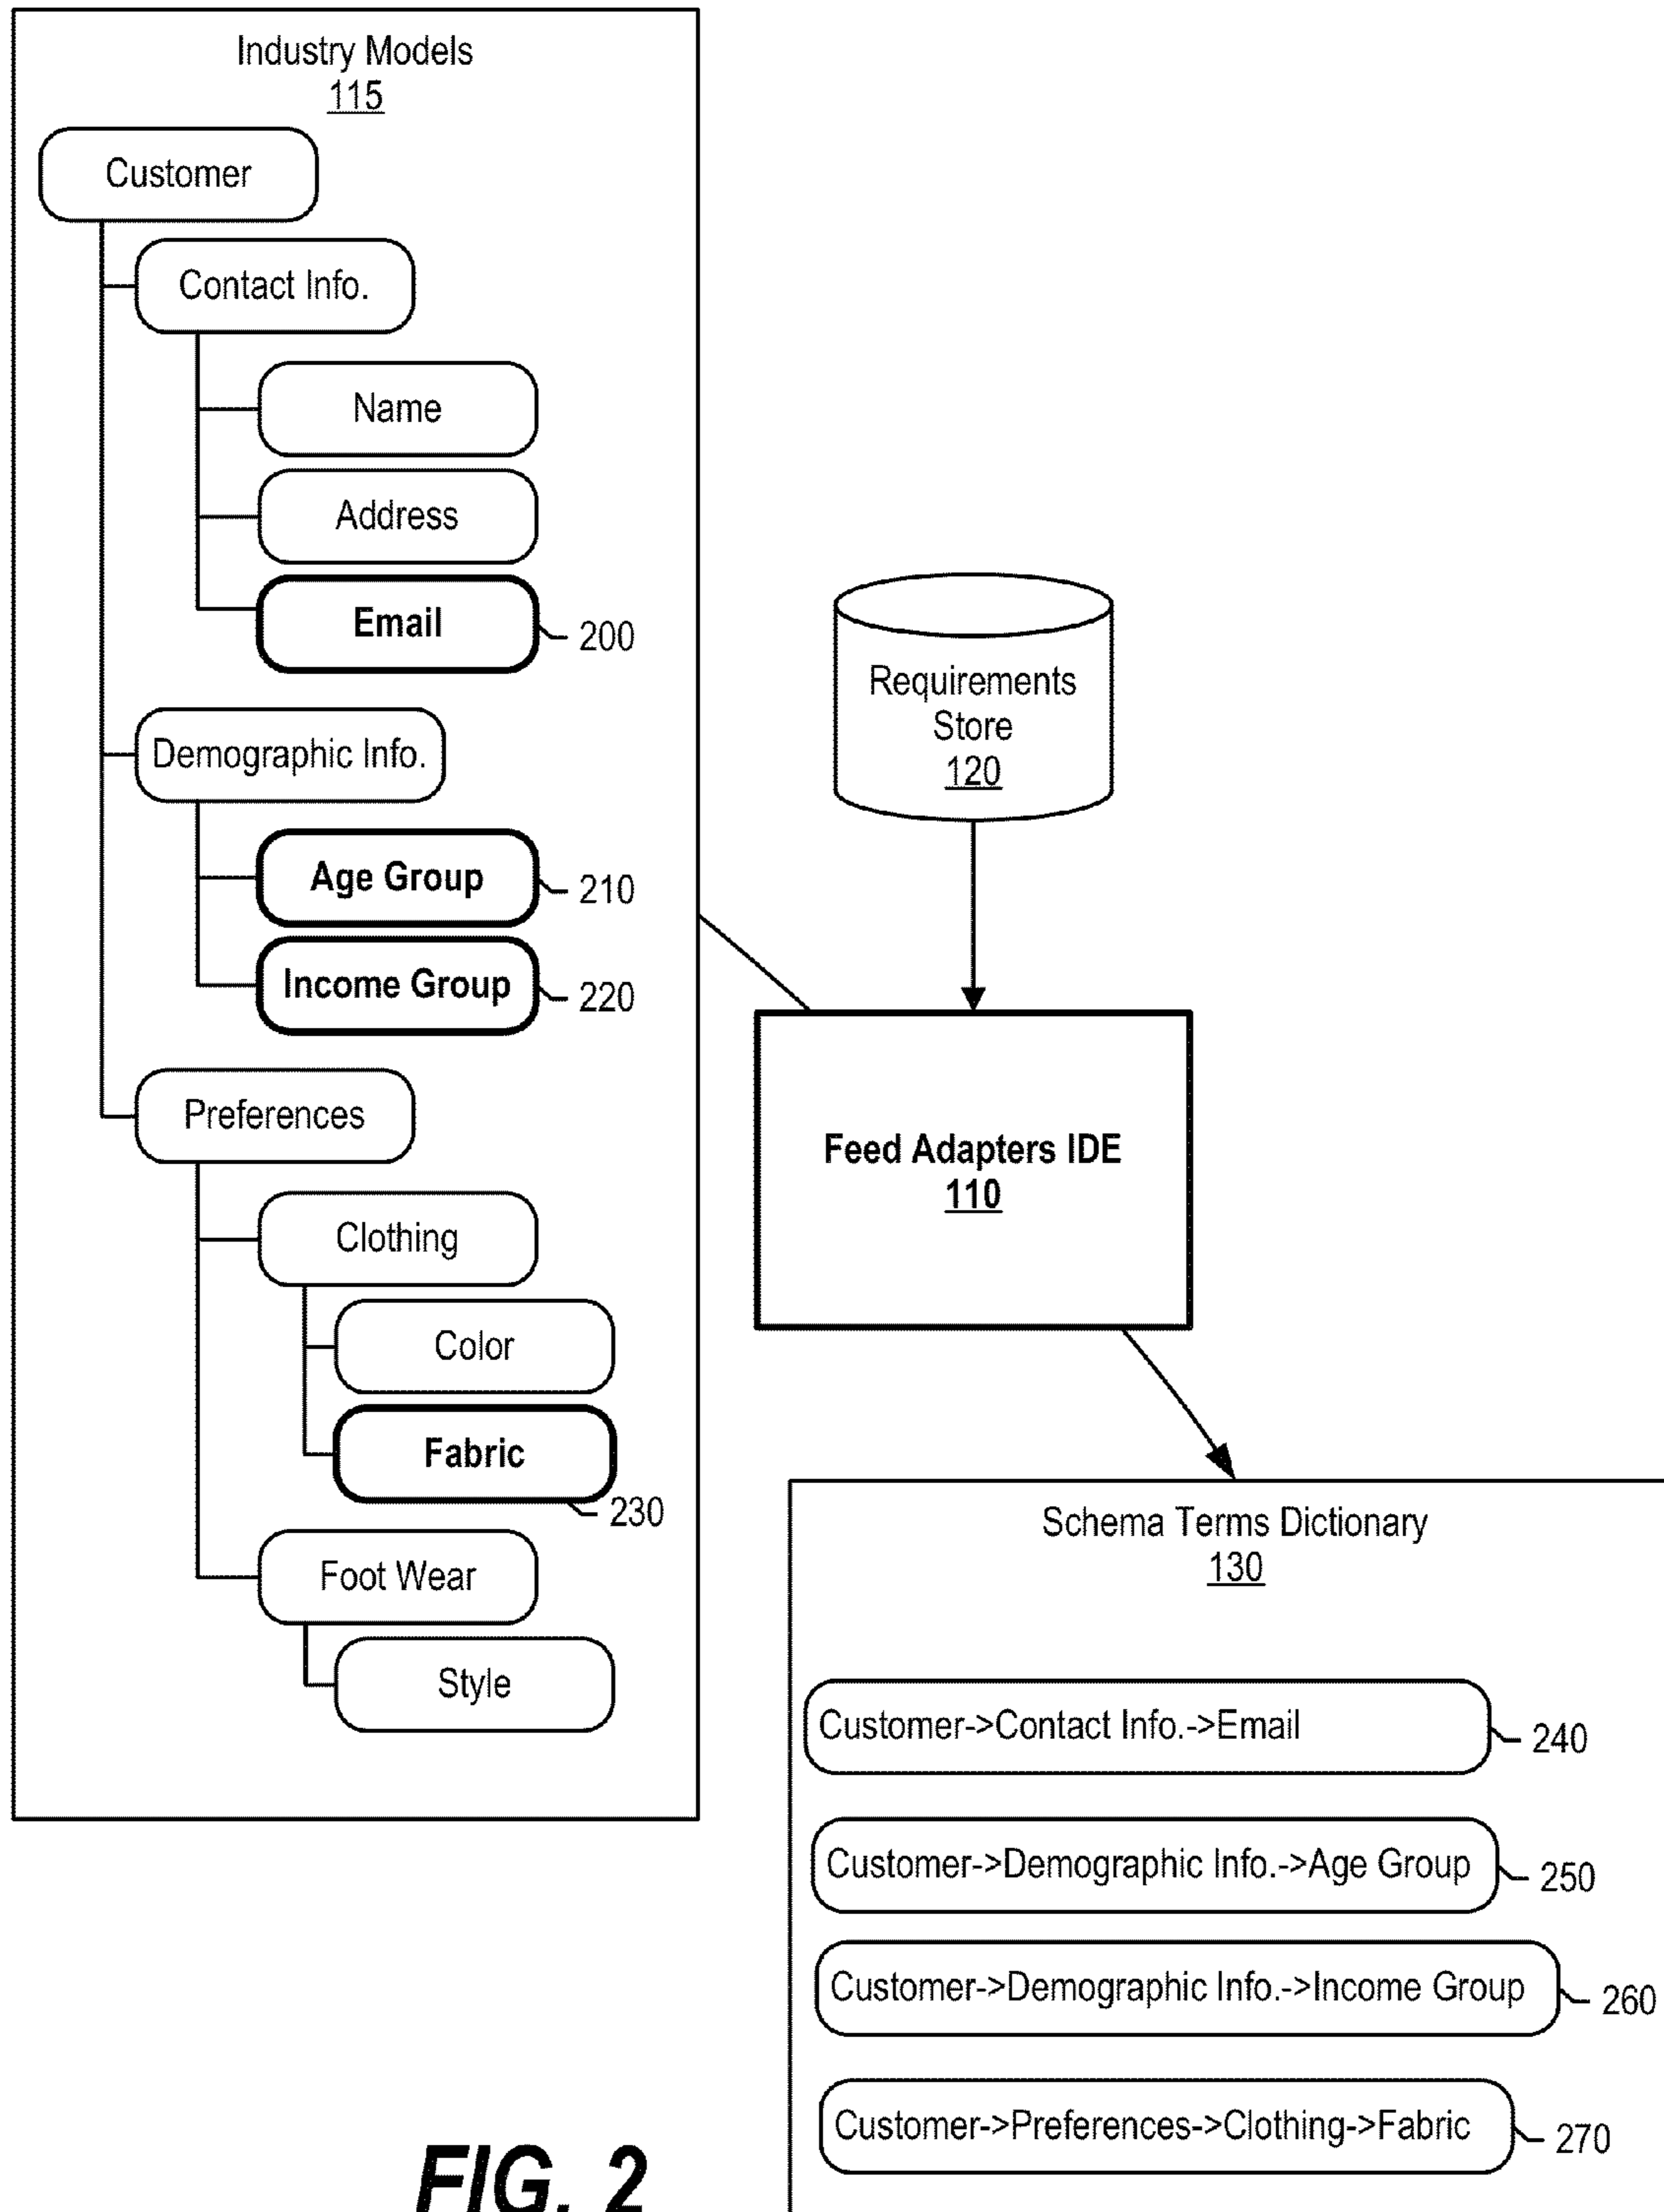 Industry Models
115
Customer
Contact Info.
Name
Address
Email
200
Demographic Info.
Age Group
210
Income Group
220
Preferences
Clothing
Color
Fabric
230
Foot Wear
Style
Requirements
Store
120
Feed Adapters IDE
110
Schema Terms Dictionary
130
Customer->Contact Info.->Email
240
Customer->Demographic Info.->Age Group
250
Customer->Demographic Info.->Income Group
260
Customer->Preferences->Clothing->Fabric
270
FIG. 2